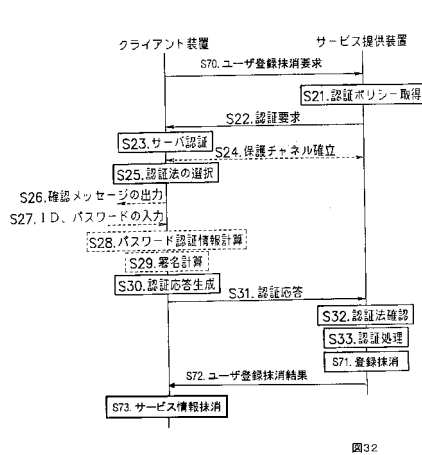 クライアント装置
サービス提供装置
S70.ユーザ登録抹消要求
S21.認証ポリシー取得
S22.認証要求
S23.サーバ認証
S24.保護チャネル確立
S25.認証法の選択
S26.確認メッセージの出力
S27.ID、パスワードの入力
S28.パスワード認証情報計算
S29.署名計算
S30.認証応答生成
S31.認証応答
S32.認証法確認
S33.認証処理
S71.登録抹消
S72.ユーザ登録抹消結果
S73.サービス情報抹消
図32